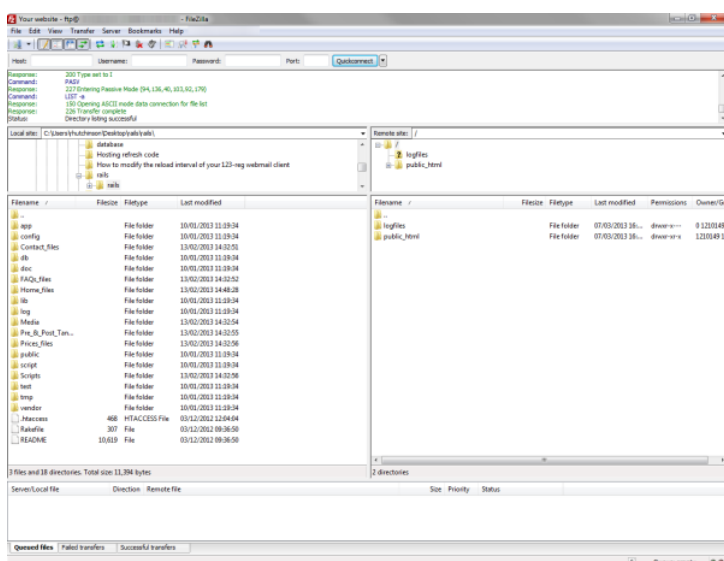 Your website - ftp@ - FileZilla
File Edit View Transfer Server Bookmarks Help
Host: Username: Password: Port: Quickconnect
Response: 200 Type set to I
Command: PASV
Response: 227 Entering Passive Mode (94,136,40,103,92,179)
Command: LIST -a
Response: 150 Opening ASCII mode data connection for file list
Response: 226 Transfer complete
Status: Directory listing successful
Local site: C:\Users\rhutchinson\Desktop\rails\rails\
Remote site: /
database
Hosting refresh code
How to modify the reload interval of your 123-reg webmail client
rails
rails
/
logfiles
public_html
Filename / Filesize Filetype Last modified
..
app File folder 10/01/2013 11:19:34
config File folder 10/01/2013 11:19:34
Contact_files File folder 13/02/2013 14:32:51
db File folder 10/01/2013 11:19:34
doc File folder 10/01/2013 11:19:34
FAQs_files File folder 13/02/2013 14:32:52
Home_files File folder 13/02/2013 14:48:28
lib File folder 10/01/2013 11:19:34
log File folder 10/01/2013 11:19:34
Media File folder 13/02/2013 14:32:54
Pre_&_Post_Tan... File folder 13/02/2013 14:32:55
Prices_files File folder 13/02/2013 14:32:56
public File folder 10/01/2013 11:19:34
script File folder 10/01/2013 11:19:34
Scripts File folder 13/02/2013 14:32:56
test File folder 10/01/2013 11:19:34
tmp File folder 10/01/2013 11:19:34
vendor File folder 10/01/2013 11:19:34
.htaccess 468 HTACCESS File 03/12/2012 12:04:04
Rakefile 307 File 03/12/2012 09:36:50
README 10,619 File 03/12/2012 09:36:50
3 files and 18 directories. Total size: 11,394 bytes
Filename / Filesize Filetype Last modified Permissions Owner/G
..
logfiles File folder 07/03/2013 16:... drwxr-x--- 0 1210149
public_html File folder 07/03/2013 16:... drwxr-xr-x 1210149 1
2 directories
Server/Local file Direction Remote file Size Priority Status
Queued files Failed transfers Successful transfers